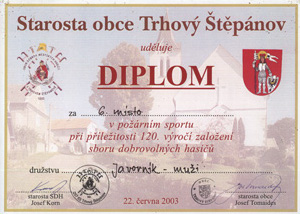 Starosta obce Trhový Štěpánov
uděluje
DIPLOM
za 6. místo
v požárním sportu
při příležitosti 120. výročí založení
sboru dobrovolných hasičů
družstvu Javorník - muži
starosta SDH
Josef Korn
22. června 2003
starosta obce
Josef Tomaides